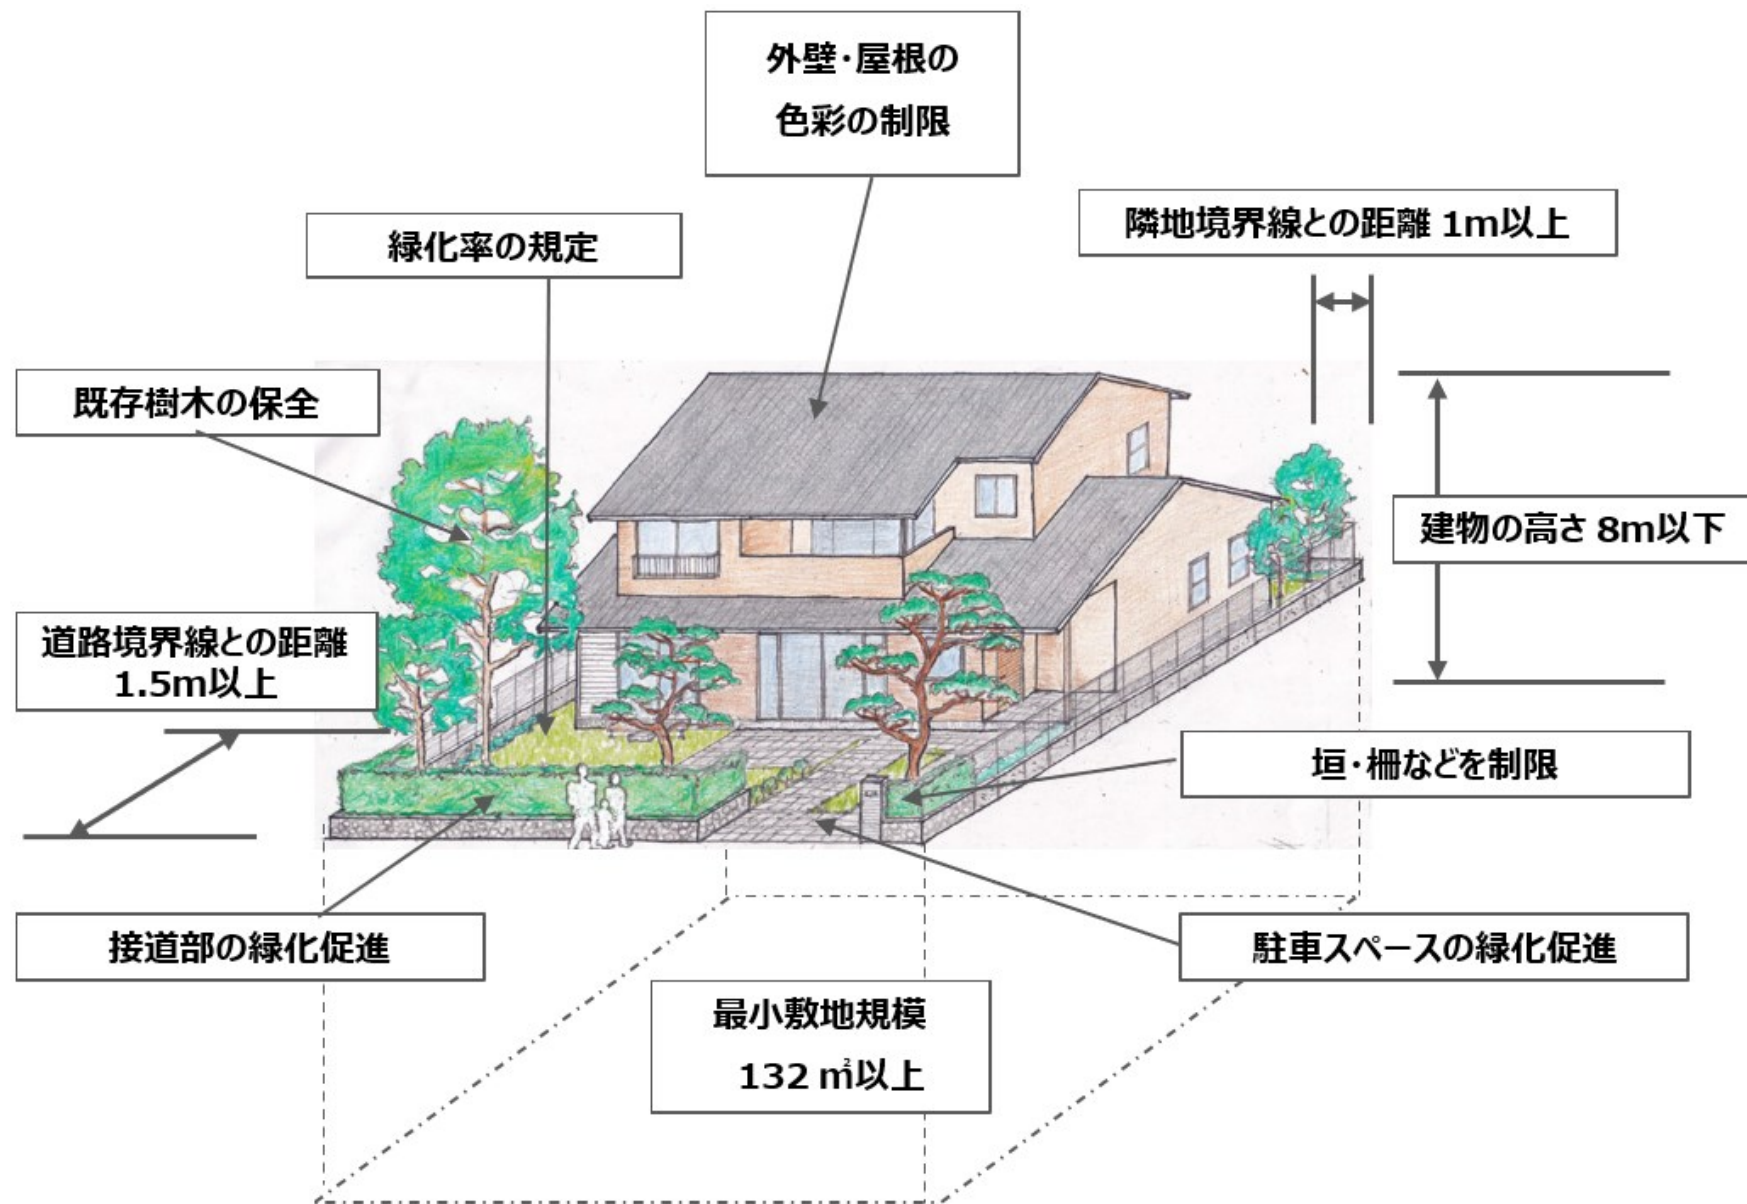 外壁・屋根の
色彩の制限
隣地境界線との距離 1m以上
緑化率の規定
既存樹木の保全
建物の高さ 8m以下
道路境界線との距離
1.5m以上
垣・柵などを制限
接道部の緑化促進
駐車スペースの緑化促進
最小敷地規模
132 ㎡以上